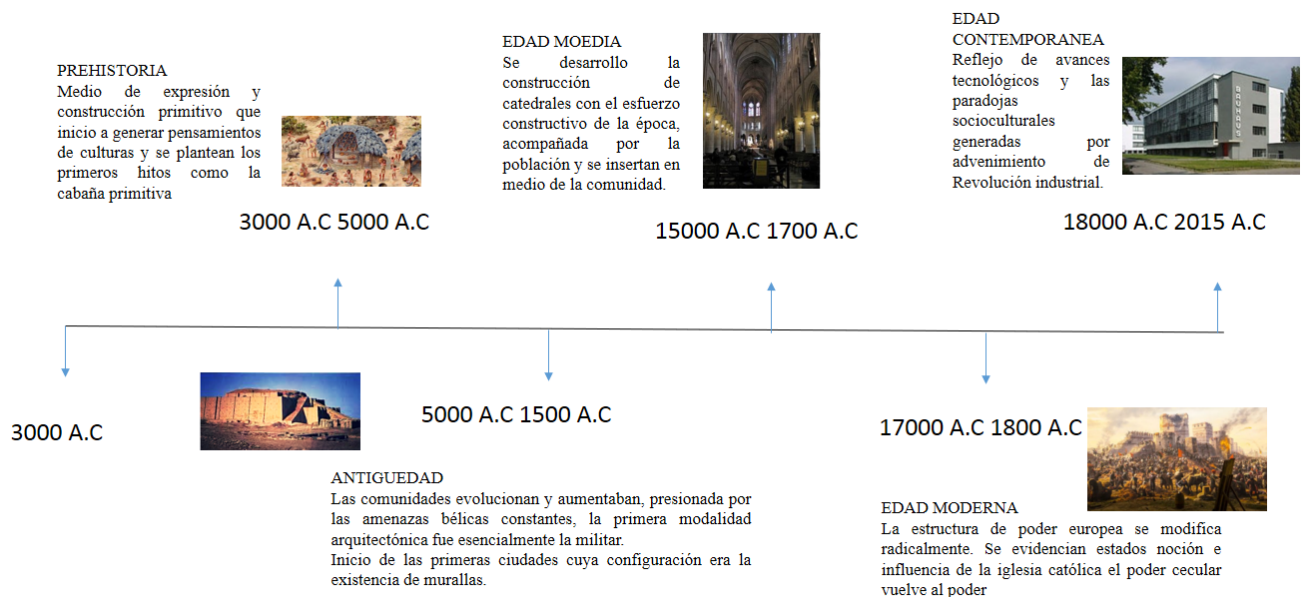 PREHISTORIA
Medio de expresión y
construcción primitivo que
inicio a generar pensamientos
de culturas y se plantean los
primeros hitos como la
cabaña primitiva
3000 A.C 5000 A.C
EDAD MOEDIA
Se desarrollo la
construcción de
catedrales con el esfuerzo
constructivo de la época,
acompañada por la
población y se insertan en
medio de la comunidad.
15000 A.C 1700 A.C
EDAD
CONTEMPORANEA
Reflejo de avances
tecnológicos y las
paradojas
socioculturales
generadas por
advenimiento de
Revolución industrial.
BAUHAUS
18000 A.C 2015 A.C
3000 A.C
5000 A.C 1500 A.C
ANTIGUEDAD
Las comunidades evolucionan y aumentaban, presionada por
las amenazas bélicas constantes, la primera modalidad
arquitectónica fue esencialmente la militar.
Inicio de las primeras ciudades cuya configuración era la
existencia de murallas.
17000 A.C 1800 A.C
EDAD MODERNA
La estructura de poder europea se modifica
radicalmente. Se evidencian estados noción e
influencia de la iglesia católica el poder cecular
vuelve al poder